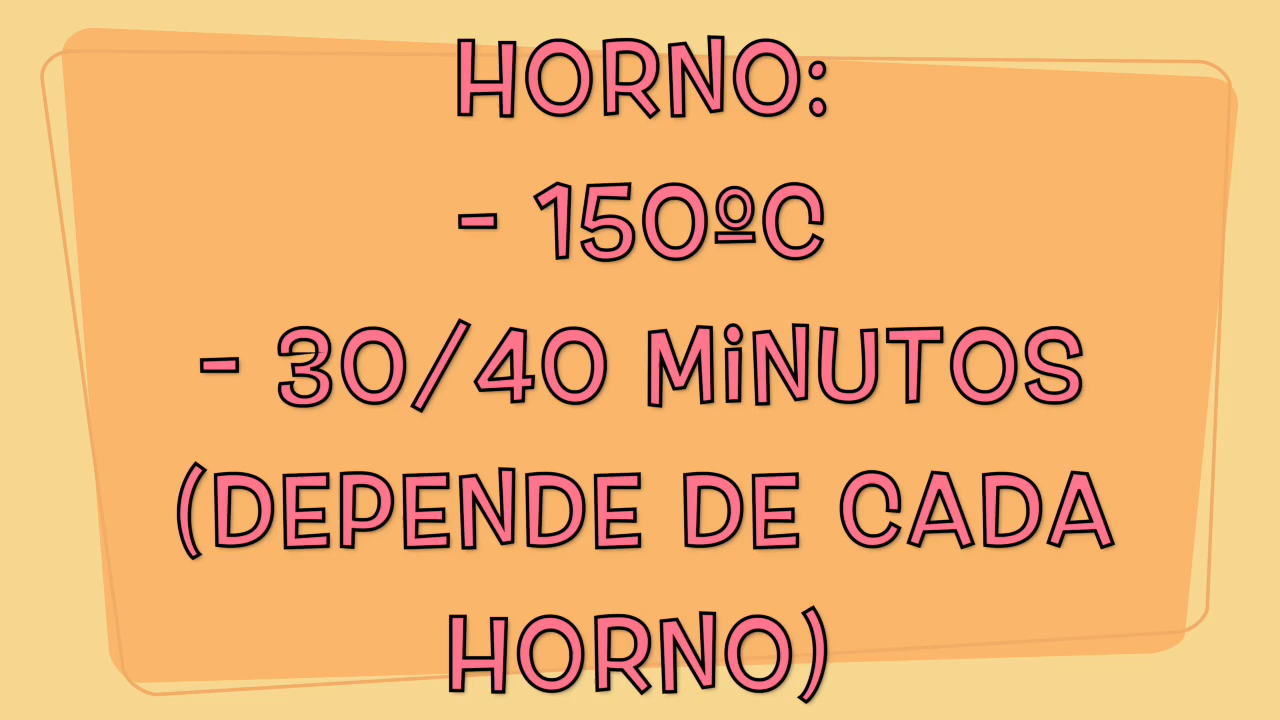 HORNO:
- 150ºC
- 30/40 MiNUTOS
(DEPENDE DE CADA
HORNO)